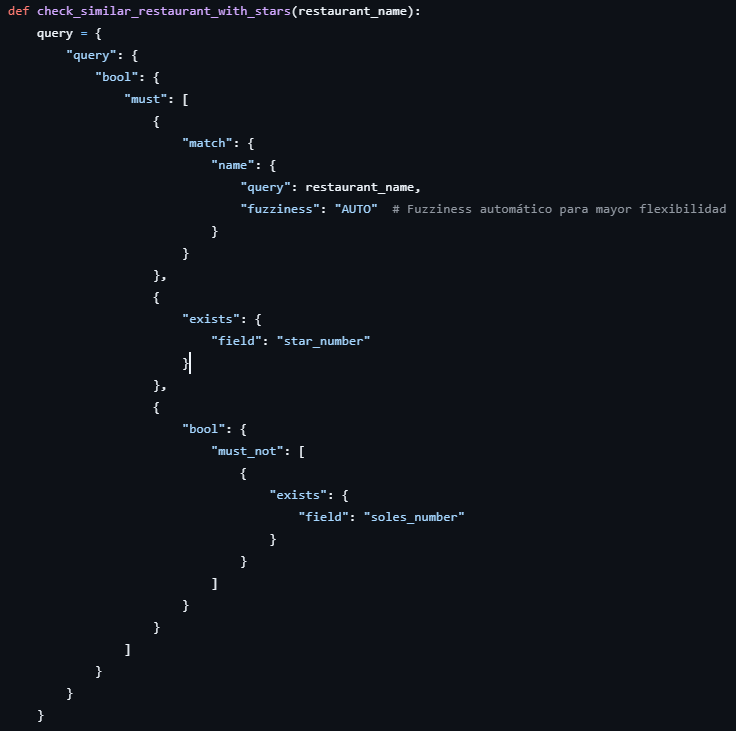 def check_similar_restaurant_with_stars(restaurant_name):
    query = {
        "query": {
            "bool": {
                "must": [
                    {
                        "match": {
                            "name": {
                                "query": restaurant_name,
                                "fuzziness": "AUTO"  # Fuzziness automático para mayor flexibilidad
                            }
                        }
                    },
                    {
                        "exists": {
                            "field": "star_number"
                        }
                    },
                    {
                        "bool": {
                            "must_not": [
                                {
                                    "exists": {
                                        "field": "soles_number"
                                    }
                                }
                            ]
                        }
                    }
                ]
            }
        }
    }